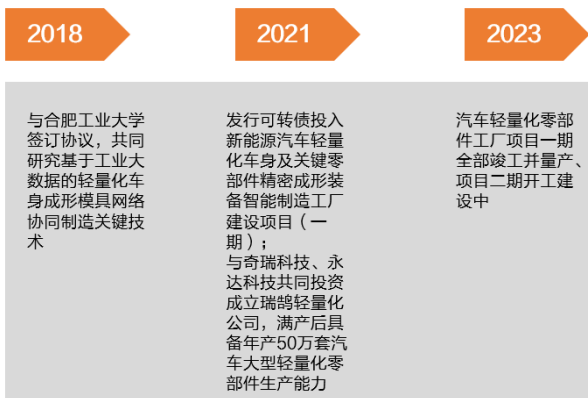 2018
与合肥工业大学
签订协议，共同
研究基于工业大
数据的轻量化车
身成形模具网络
协同制造关键技
术
2021
发行可转债投入
新能源汽车轻量
化车身及关键零
部件精密成形装
备智能制造工厂
建设项目（一
期）；
与奇瑞科技、永
达科技共同投资
成立瑞鹄轻量化
公司，满产后具
备年产50万套汽
车大型轻量化零
部件生产能力
2023
汽车轻量化零部
件工厂项目一期
全部竣工并量产、
项目二期开工建
设中